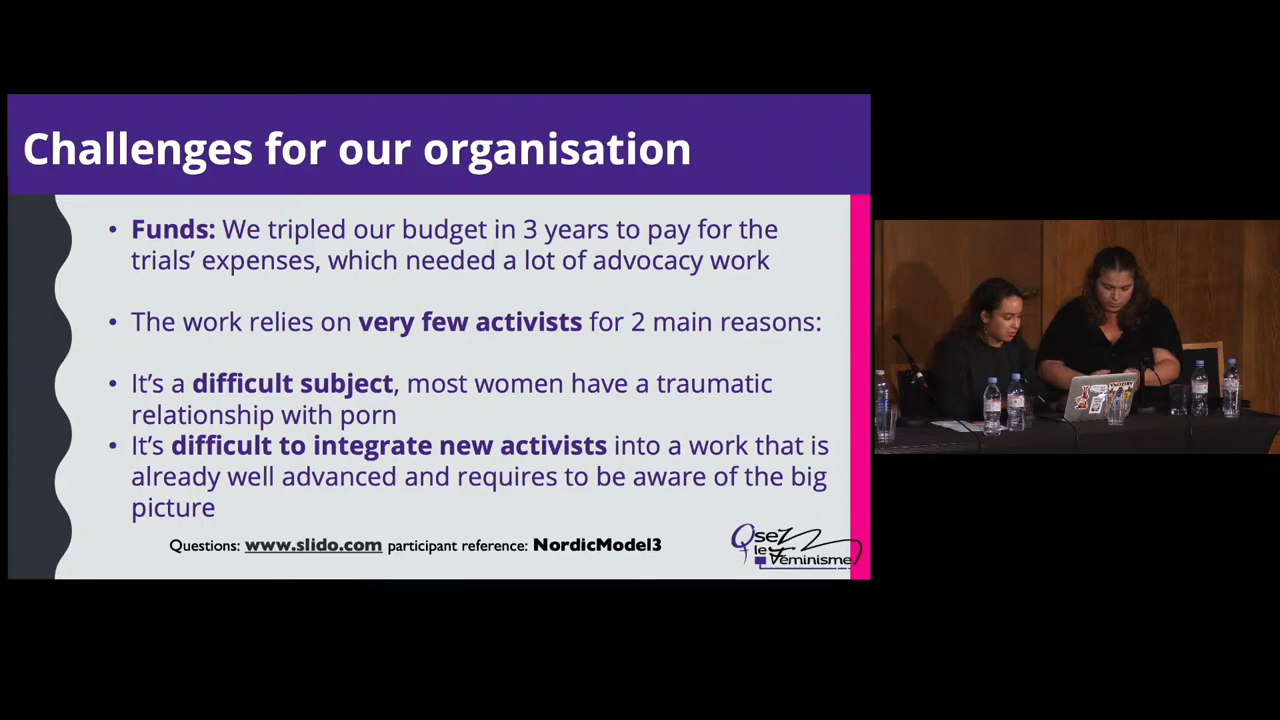 Challenges for our organisation
• Funds: We tripled our budget in 3 years to pay for the
trials’ expenses, which needed a lot of advocacy work
• The work relies on very few activists for 2 main reasons:
• It’s a difficult subject, most women have a traumatic
relationship with porn
• It’s difficult to integrate new activists into a work that is
already well advanced and requires to be aware of the big
picture
Questions: www.slido.com participant reference: NordicModel3
Osez
le
Féminisme